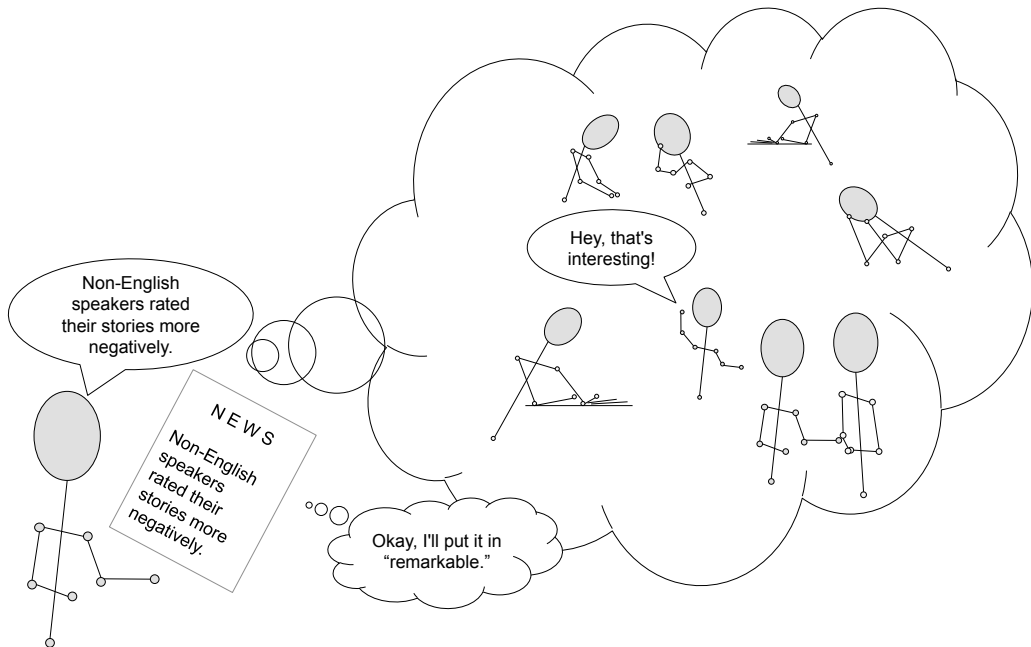 Hey, that's
interesting!
Non-English
speakers rated
their stories more
negatively.
NEWS
Non-English
speakers
rated their
stories more
negatively.
Okay, I'll put it in
“remarkable.”